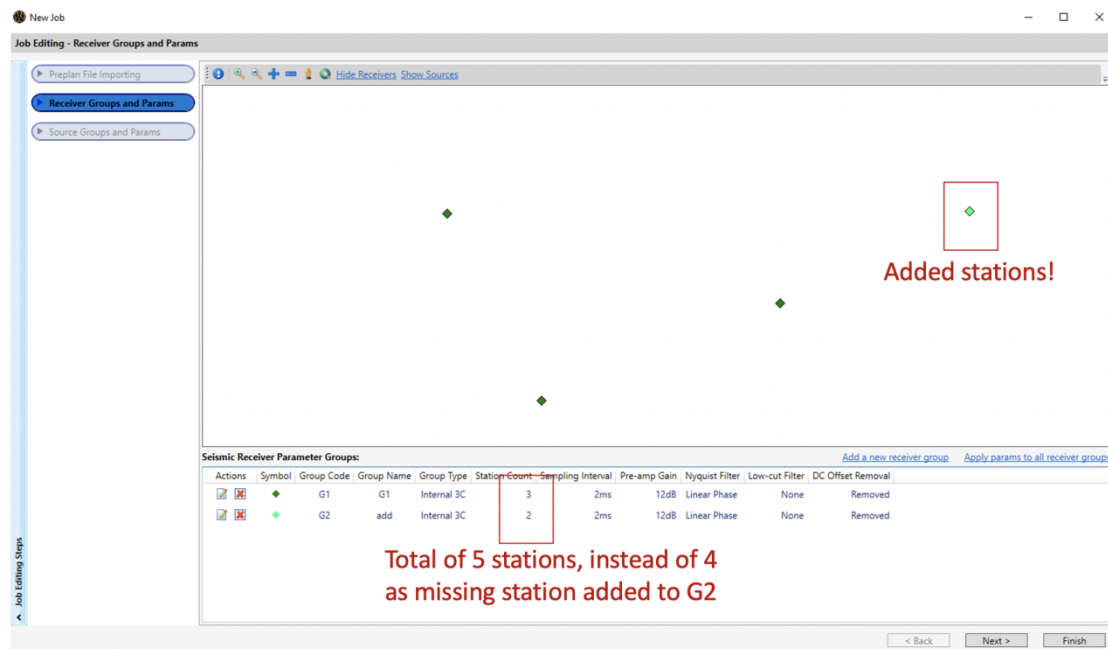 New Job
Job Editing - Receiver Groups and Params
Preplan File Importing
Receiver Groups and Params
Source Groups and Params
Hide Receivers Show Sources
Added stations!
Seismic Receiver Parameter Groups:
Add a new receiver group Apply params to all receiver groups
Actions Symbol Group Code Group Name Group Type Station Count Sampling Interval Pre-amp Gain Nyquist Filter Low-cut Filter DC Offset Removal
G1 G1 Internal 3C 3 2ms 12dB Linear Phase None Removed
G2 add Internal 3C 2 2ms 12dB Linear Phase None Removed
Total of 5 stations, instead of 4
as missing station added to G2
Job Editing Steps
< Back Next > Finish